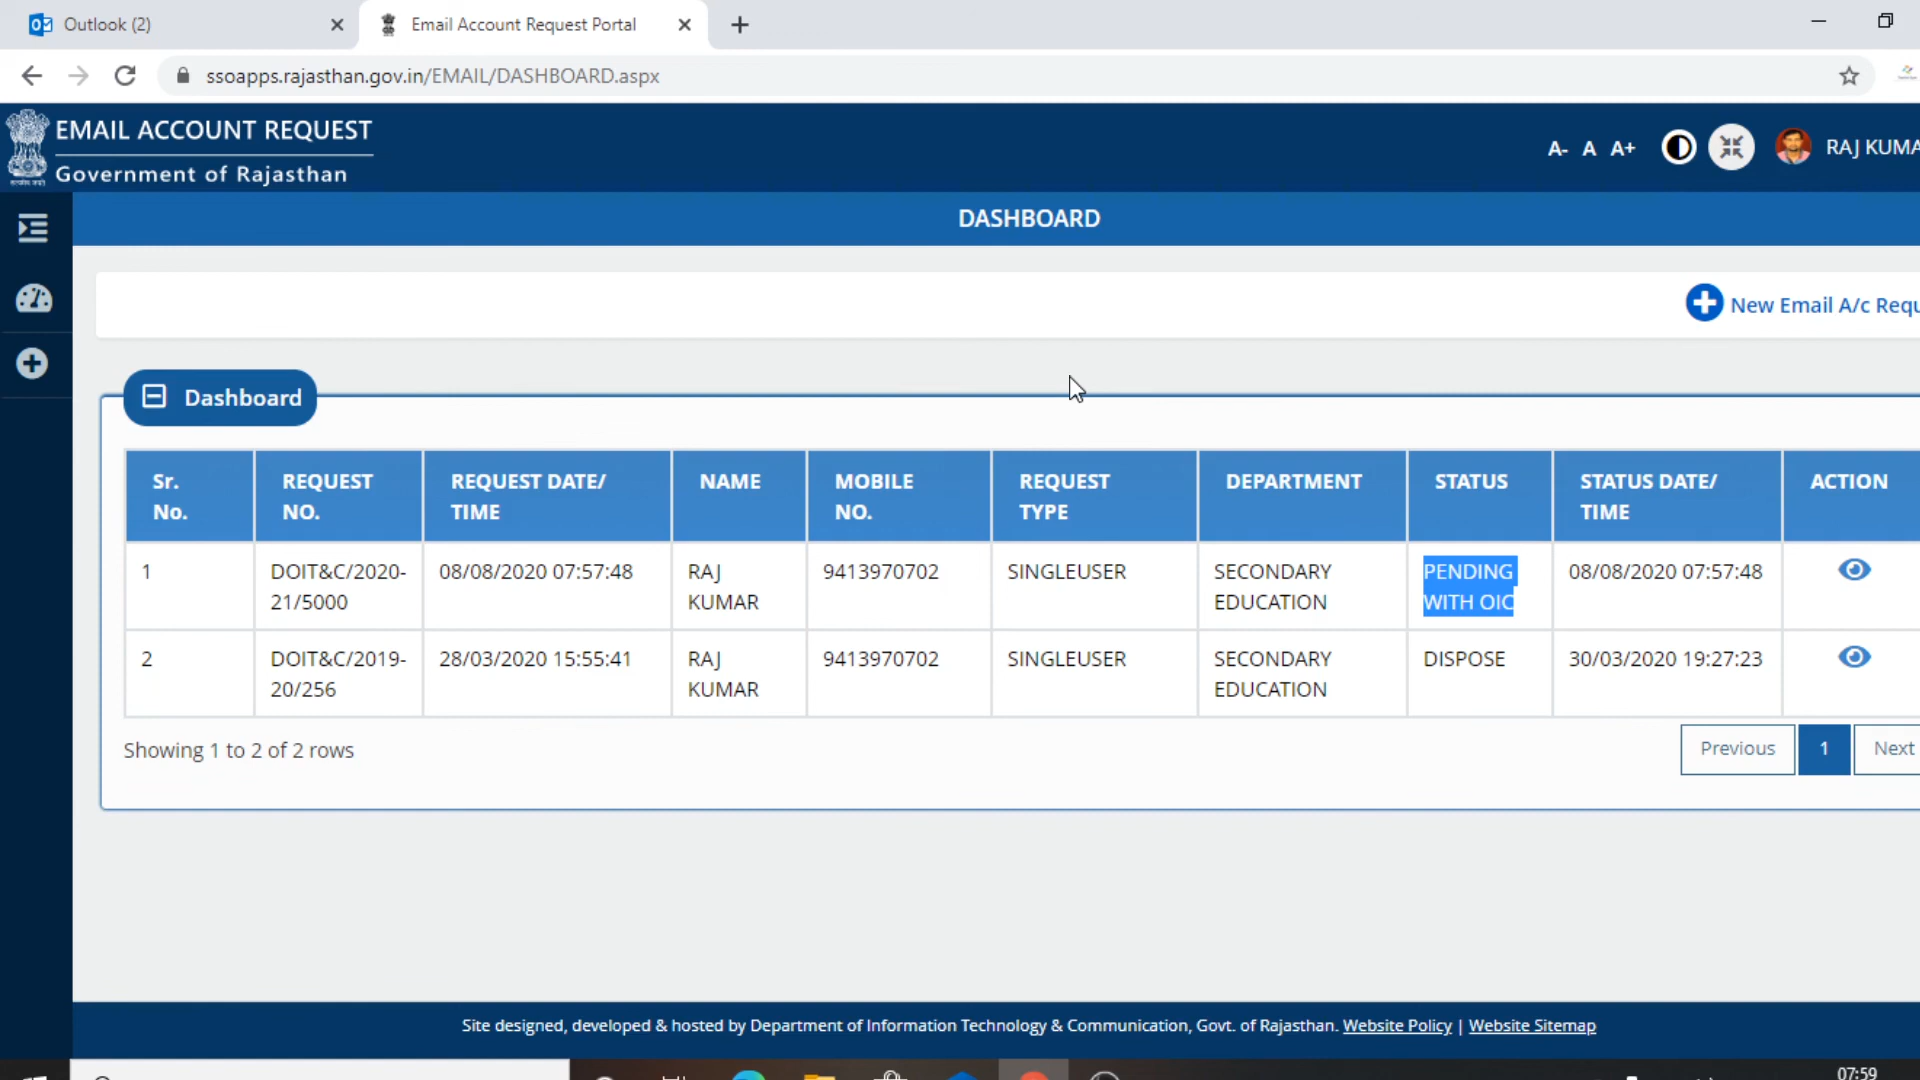 Outlook (2)
Email Account Request Portal
ssoapps.rajasthan.gov.in/EMAIL/DASHBOARD.aspx
EMAIL ACCOUNT REQUEST
Government of Rajasthan
A- A A+
RAJ KUMA
DASHBOARD
New Email A/c Requ
Dashboard
Sr. No. REQUEST NO. REQUEST DATE/ TIME NAME MOBILE NO. REQUEST TYPE DEPARTMENT STATUS STATUS DATE/ TIME ACTION
1 DOIT&C/2020-21/5000 08/08/2020 07:57:48 RAJ KUMAR 9413970702 SINGLEUSER SECONDARY EDUCATION PENDING WITH OIC 08/08/2020 07:57:48
2 DOIT&C/2019-20/256 28/03/2020 15:55:41 RAJ KUMAR 9413970702 SINGLEUSER SECONDARY EDUCATION DISPOSE 30/03/2020 19:27:23
Showing 1 to 2 of 2 rows
Previous 1 Next
Site designed, developed & hosted by Department of Information Technology & Communication, Govt. of Rajasthan. Website Policy | Website Sitemap
07:59